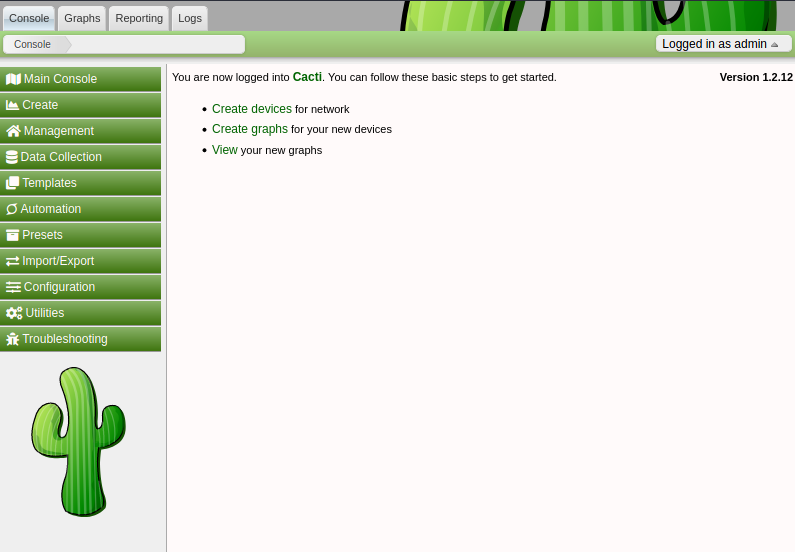 Console Graphs Reporting Logs
Console
Logged in as admin
Main Console
Create
Management
Data Collection
Templates
Automation
Presets
Import/Export
Configuration
Utilities
Troubleshooting
You are now logged into Cacti. You can follow these basic steps to get started.
Version 1.2.12
• Create devices for network
• Create graphs for your new devices
• View your new graphs